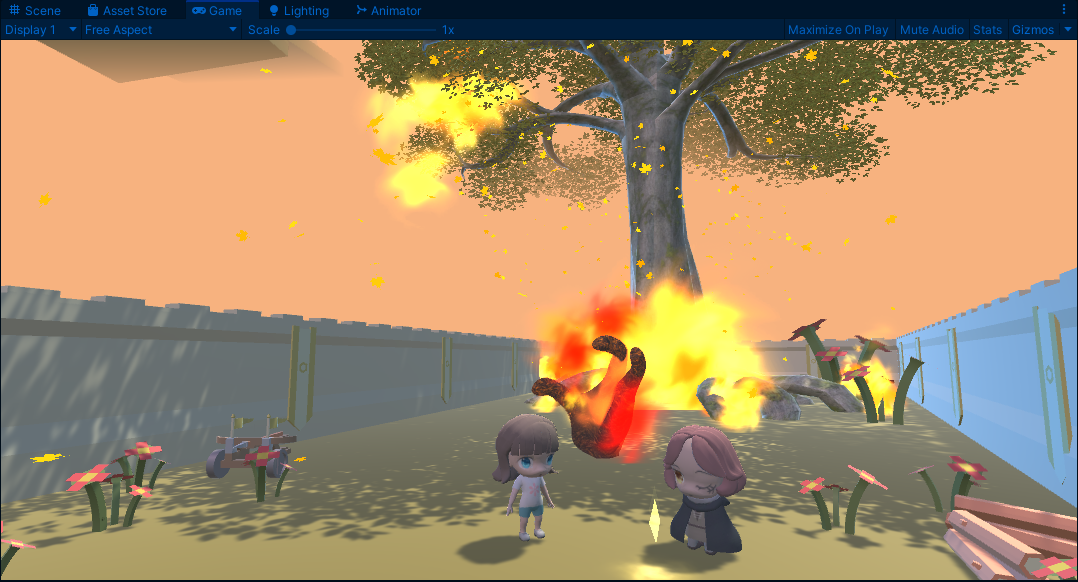 Scene Asset Store Game Lighting Animator
Display 1 Free Aspect Scale 1x Maximize On Play Mute Audio Stats Gizmos